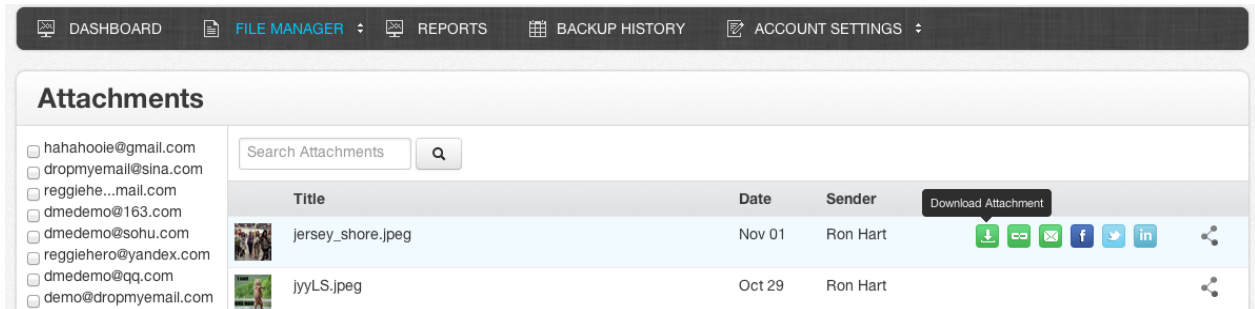 DASHBOARD FILE MANAGER REPORTS BACKUP HISTORY ACCOUNT SETTINGS
Attachments
hahahooie@gmail.com
dropmyemail@sina.com
reggiehe...mail.com
dmedemo@163.com
dmedemo@sohu.com
reggiehero@yandex.com
dmedemo@qq.com
demo@dropmyemail.com
Search Attachments
Title Date Sender
Download Attachment
jersey_shore.jpeg Nov 01 Ron Hart f in
jyyLS.jpeg Oct 29 Ron Hart